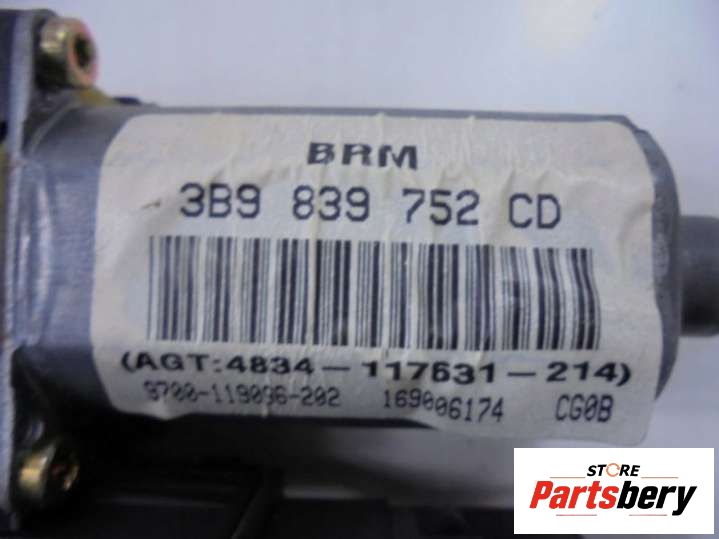 BRM
3B9 839 752 CD
(AGT:4834-117631-214)
9700-119096-202 169006174 CG0B
STORE
Partsbery